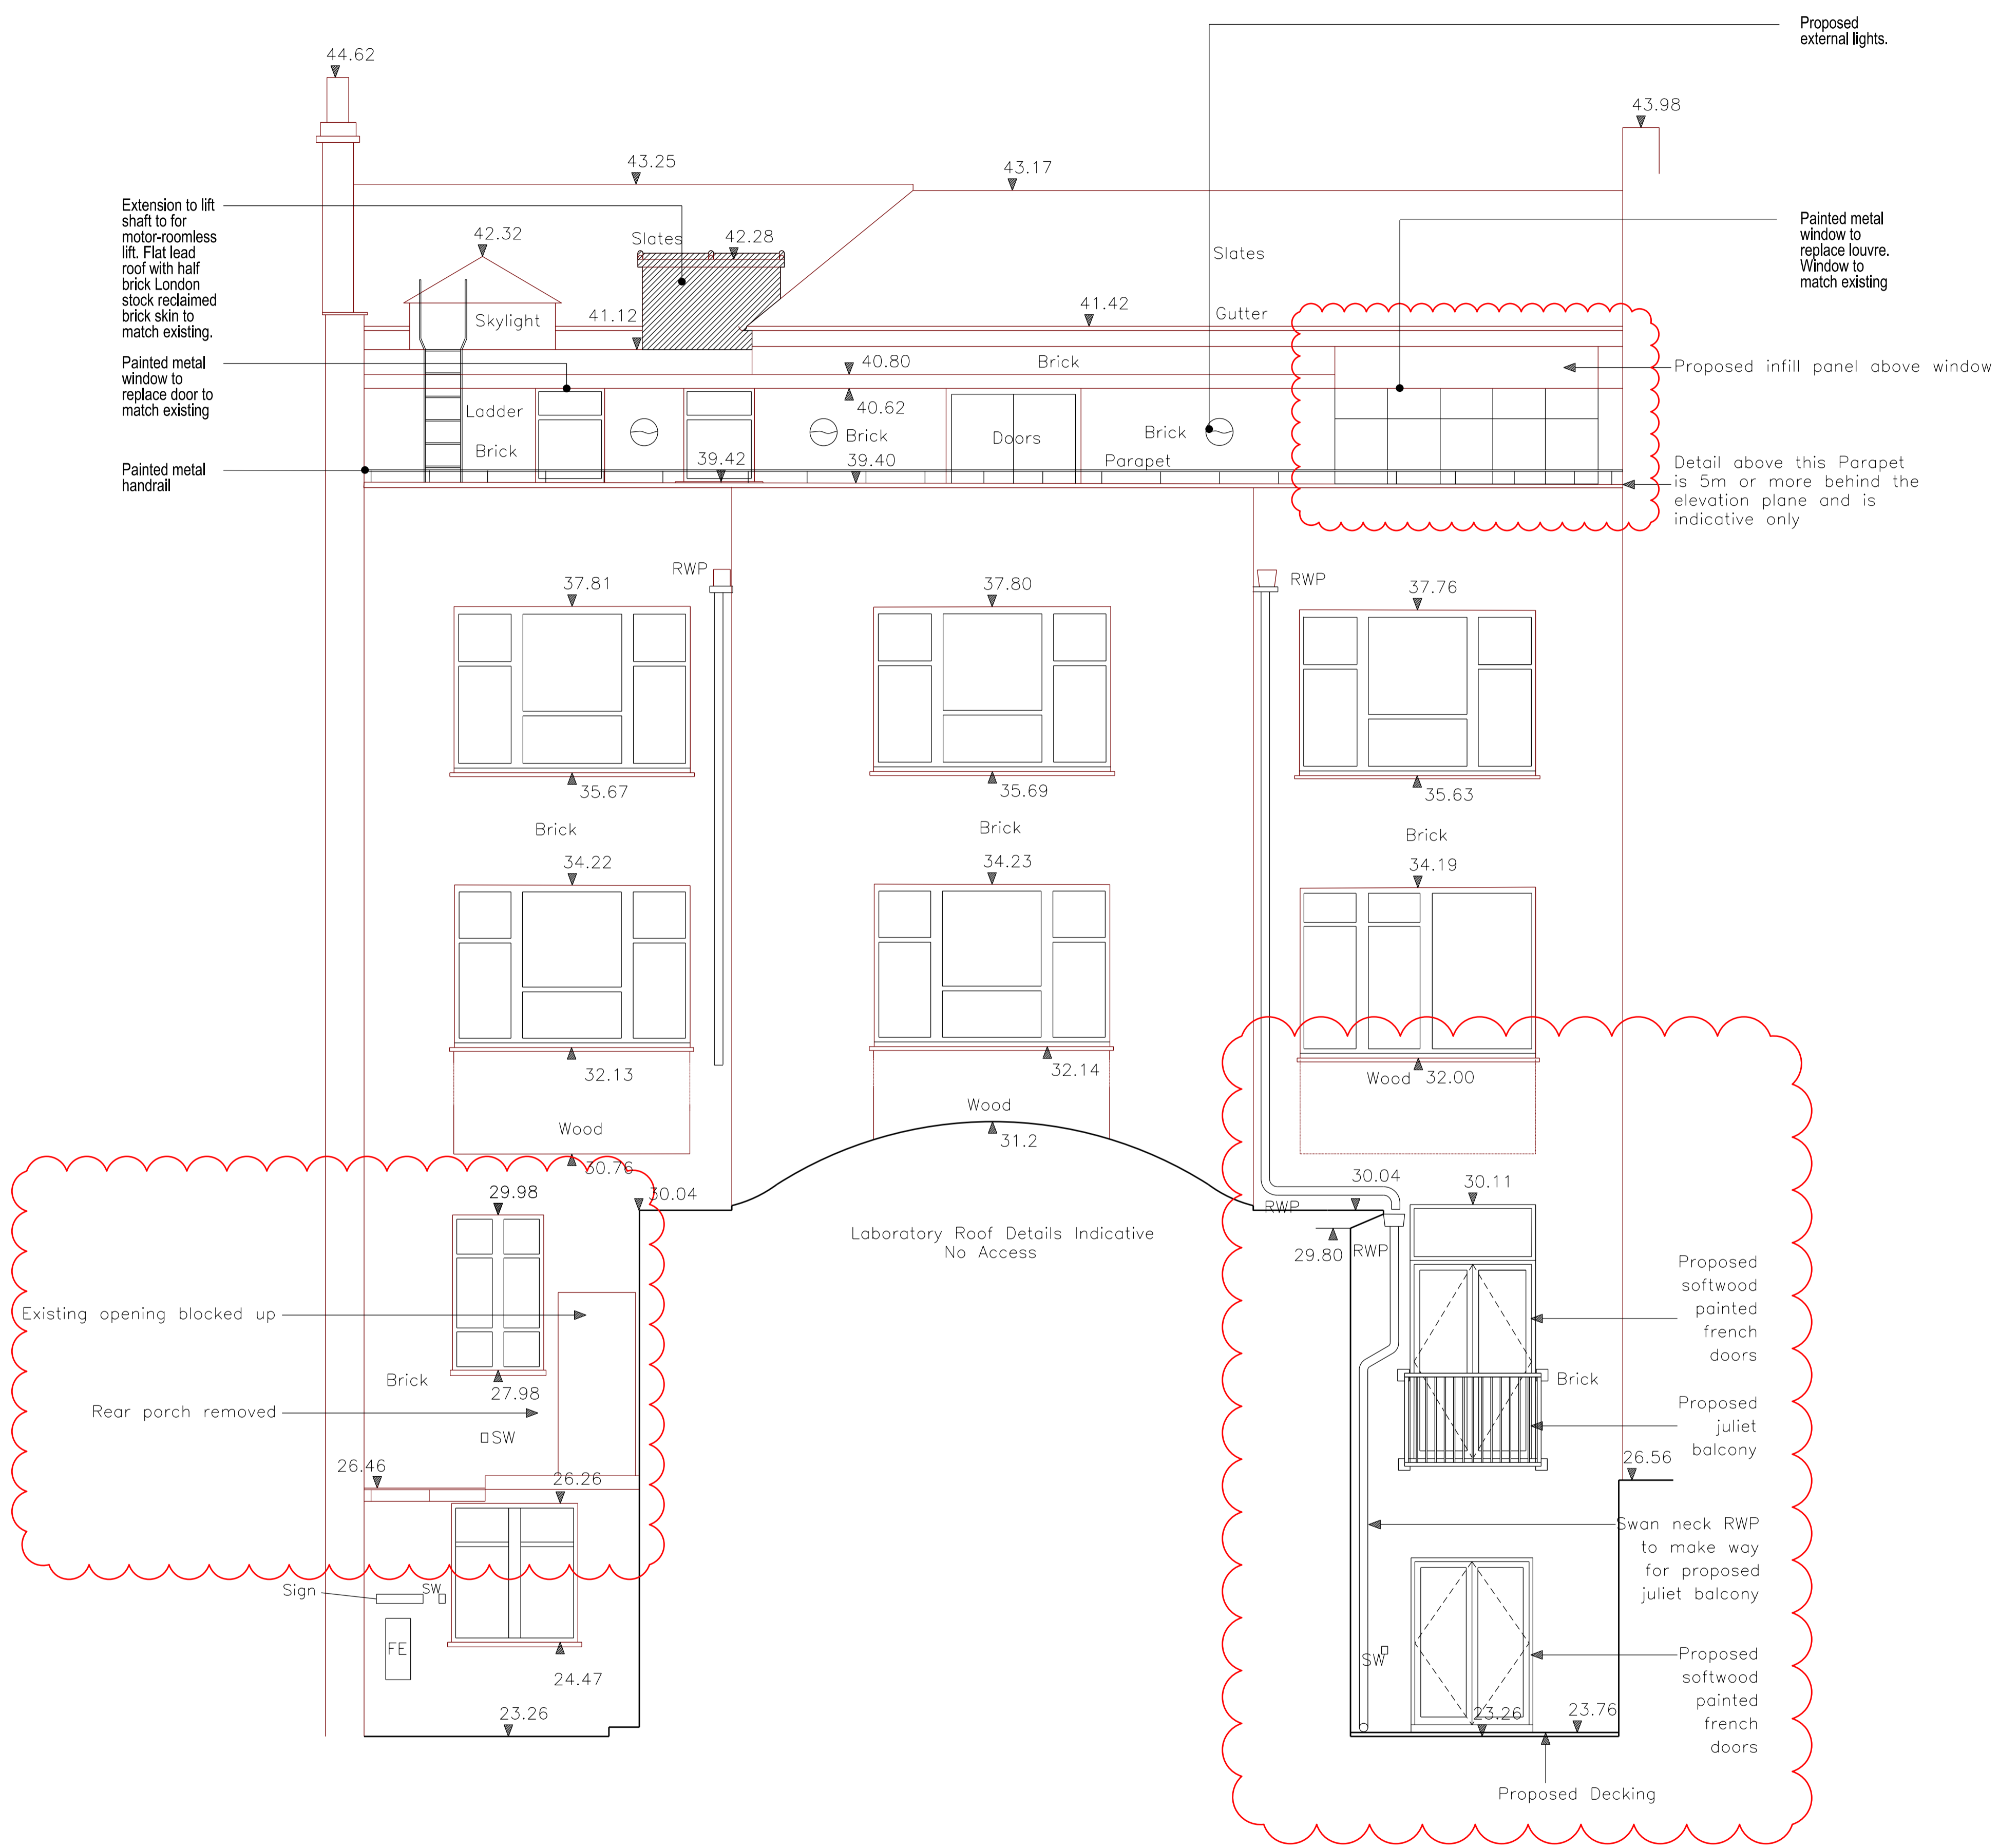 Proposed
external lights.
44.62
43.98
43.25
43.17
Extension to lift
shaft to for
motor-roomless
lift. Flat lead
roof with half
brick London
stock reclaimed
brick skin to
match existing.
Painted metal
window to
replace louvre.
Window to
match existing
42.32
Slates
42.28
Slates
Skylight
41.12
41.42
Gutter
Painted metal
window to
replace door to
match existing
40.80
Brick
Proposed infill panel above window
Ladder
40.62
Brick
Brick
Doors
Brick
39.42
39.40
Parapet
Painted metal
handrail
Detail above this Parapet
is 5m or more behind the
elevation plane and is
indicative only
RWP
RWP
37.81
37.80
37.76
35.67
35.69
35.63
Brick
Brick
Brick
34.22
34.23
34.19
32.13
32.14
Wood
32.00
Wood
Wood
31.2
30.76
29.98
30.04
30.04
30.11
RWP
Laboratory Roof Details Indicative
No Access
29.80
RWP
Proposed
softwood
painted
french
doors
Existing opening blocked up
Brick
27.98
Brick
Rear porch removed
Proposed
juliet
balcony
SW
26.46
26.26
26.56
Swan neck RWP
to make way
for proposed
juliet balcony
Sign
SW
FE
24.47
SW
Proposed
softwood
painted
french
doors
23.26
23.26
23.76
Proposed Decking